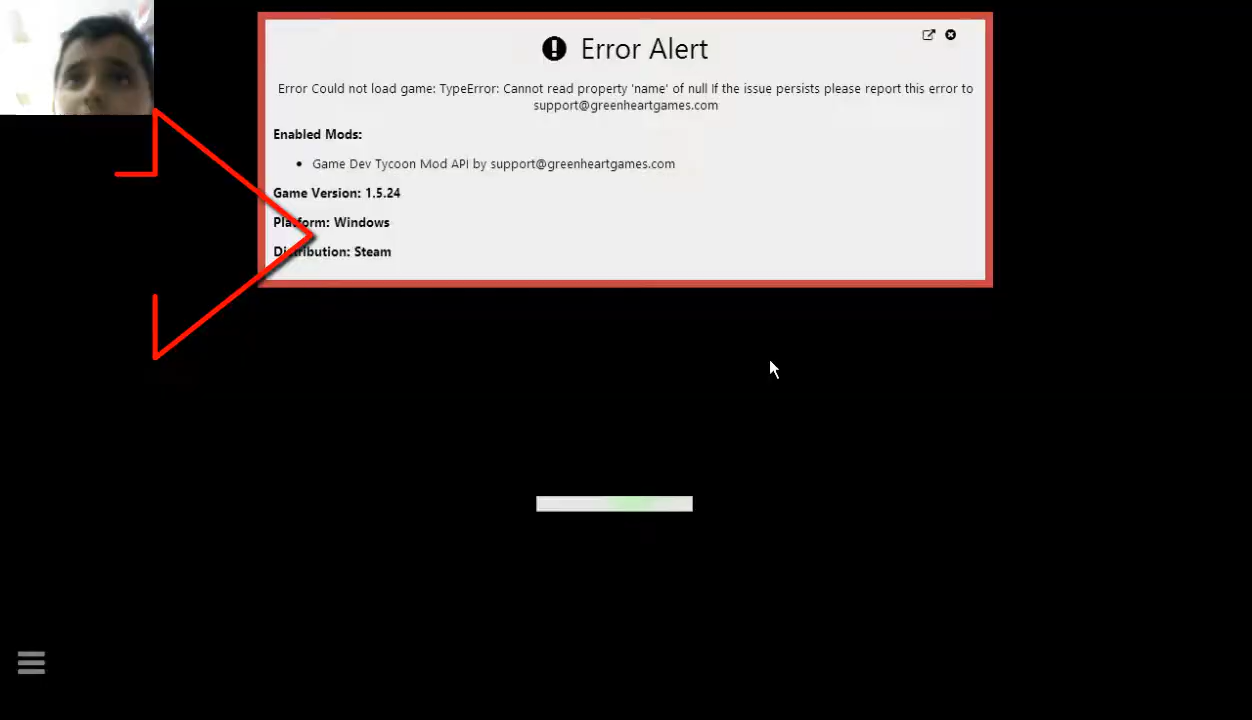 Error Alert
Error Could not load game: TypeError: Cannot read property 'name' of null If the issue persists please report this error to
support@greenheartgames.com
Enabled Mods:
• Game Dev Tycoon Mod API by support@greenheartgames.com
Game Version: 1.5.24
Platform: Windows
Distribution: Steam